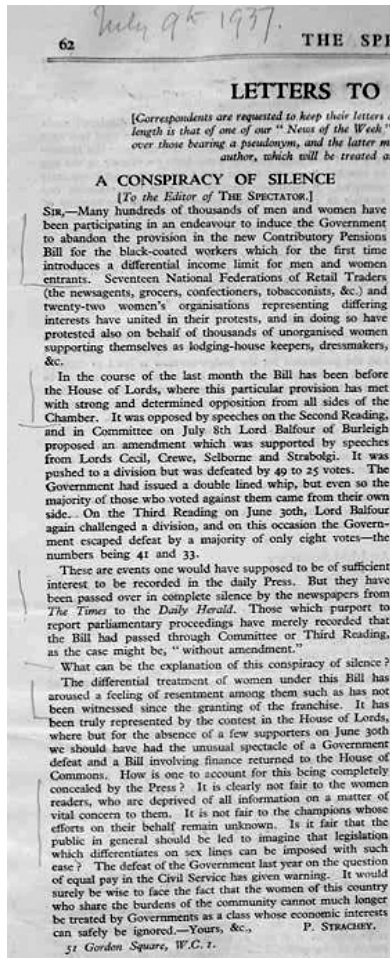 July 9th 1937.
62 THE SPE
LETTERS TO
[Correspondents are requested to keep their letters
length is that of one of our "News of the Week"
over those bearing a pseudonym, and the latter m
author, which will be treated a
A CONSPIRACY OF SILENCE
[To the Editor of THE SPECTATOR.]
SIR,—Many hundreds of thousands of men and women have
been participating in an endeavour to induce the Government
to abandon the provision in the new Contributory Pensions
Bill for the black-coated workers which for the first time
introduces a differential income limit for men and women
entrants. Seventeen National Federations of Retail Traders
(the newsagents, grocers, confectioners, tobacconists, &c.) and
twenty-two women's organisations representing differing
interests have united in their protests, and in doing so have
protested also on behalf of thousands of unorganised women
supporting themselves as lodging-house keepers, dressmakers,
&c.
In the course of the last month the Bill has been before
the House of Lords, where this particular provision has met
with strong and determined opposition from all sides of the
Chamber. It was opposed by speeches on the Second Reading,
and in Committee on July 8th Lord Balfour of Burleigh
proposed an amendment which was supported by speeches
from Lords Cecil, Crewe, Selborne and Strabolgi. It was
pushed to a division but was defeated by 49 to 25 votes. The
Government had issued a double lined whip, but even so the
majority of those who voted against them came from their own
side. On the Third Reading on June 30th, Lord Balfour
again challenged a division, and on this occasion the Govern-
ment escaped defeat by a majority of only eight votes—the
numbers being 41 and 33.
These are events one would have supposed to be of sufficient
interest to be recorded in the daily Press. But they have
been passed over in complete silence by the newspapers from
The Times to the Daily Herald. Those which purport to
report parliamentary proceedings have merely recorded that
the Bill had passed through Committee or Third Reading,
as the case might be, "without amendment."
What can be the explanation of this conspiracy of silence?
The differential treatment of women under this Bill has
aroused a feeling of resentment among them such as has not
been witnessed since the granting of the franchise. It has
been truly represented by the contest in the House of Lords,
where but for the absence of a few supporters on June 30th
we should have had the unusual spectacle of a Government
defeat and a Bill involving finance returned to the House of
Commons. How is one to account for this being completely
concealed by the Press? It is clearly not fair to the women
readers, who are deprived of all information on a matter of
vital concern to them. It is not fair to the champions whose
efforts on their behalf remain unknown. Is it fair that the
public in general should be led to imagine that legislation
which differentiates on sex lines can be imposed with such
ease? The defeat of the Government last year on the question
of equal pay in the Civil Service has given warning. It would
surely be wise to face the fact that the women of this country
who share the burdens of the community cannot much longer
be treated by Governments as a class whose economic interests
can safely be ignored.—Yours, &c., P. STRACHEY.
51 Gordon Square, W.C. 1.